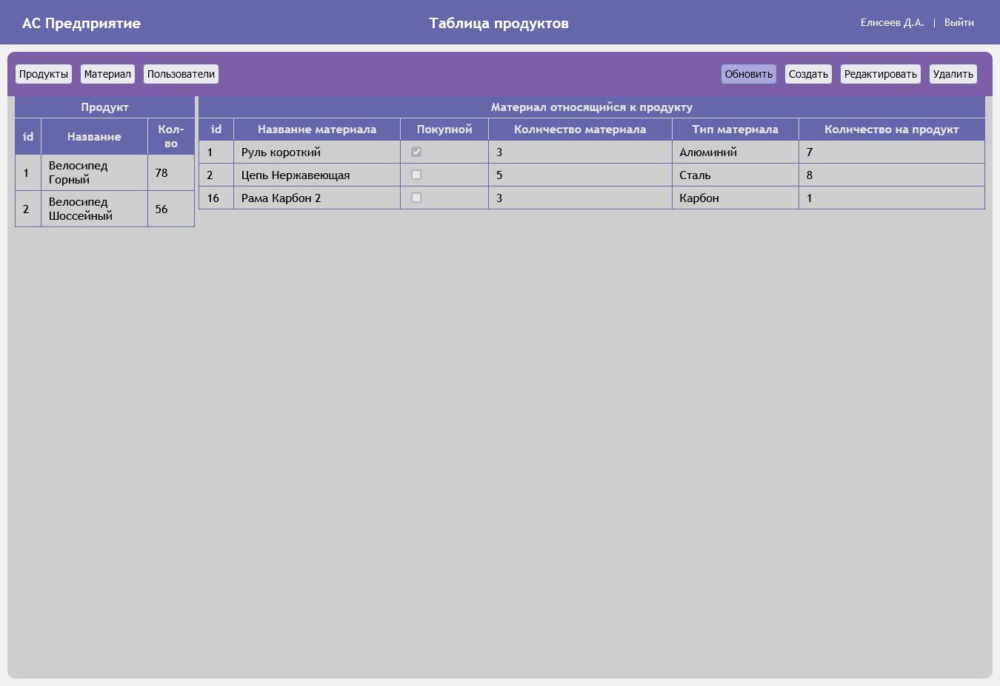 АС Предприятие
Таблица продуктов
Елисеев Д.А. | Выйти
Продукты Материал Пользователи
Обновить Создать Редактировать Удалить
Продукт
id Название Кол-
во
1 Велосипед
Горный 78
2 Велосипед
Шоссейный 56
Материал относящийся к продукту
id Название материала Покупной Количество материала Тип материала Количество на продукт
1 Руль короткий 3 Алюминий 7
2 Цепь Нержавеющая 5 Сталь 8
16 Рама Карбон 2 3 Карбон 1